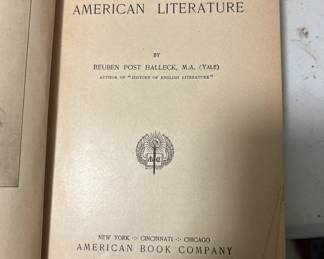 AMERICAN LITERATURE
BY
REUBEN POST HALLECK, M.A. (YALE)
AUTHOR OF "HISTORY OF ENGLISH LITERATURE"
NEW YORK ⁘ CINCINNATI ⁘ CHICAGO
AMERICAN BOOK COMPANY